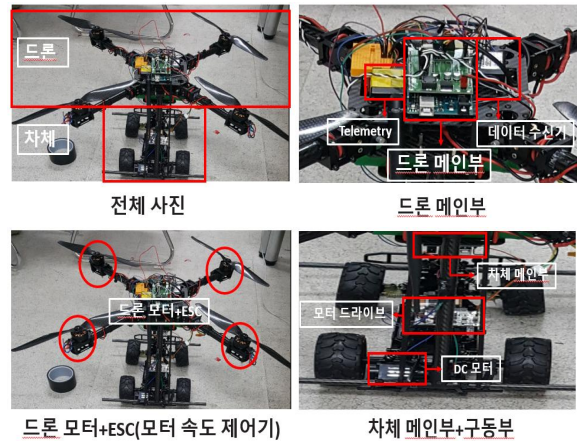 드론
차체
전체 사진
Telemetry
데이터 수신기
드론 메인부
드론 메인부
드론 모터+ESC
드론 모터+ESC(모터 속도 제어기)
차체 메인부
모터 드라이브
DC 모터
차체 메인부+구동부